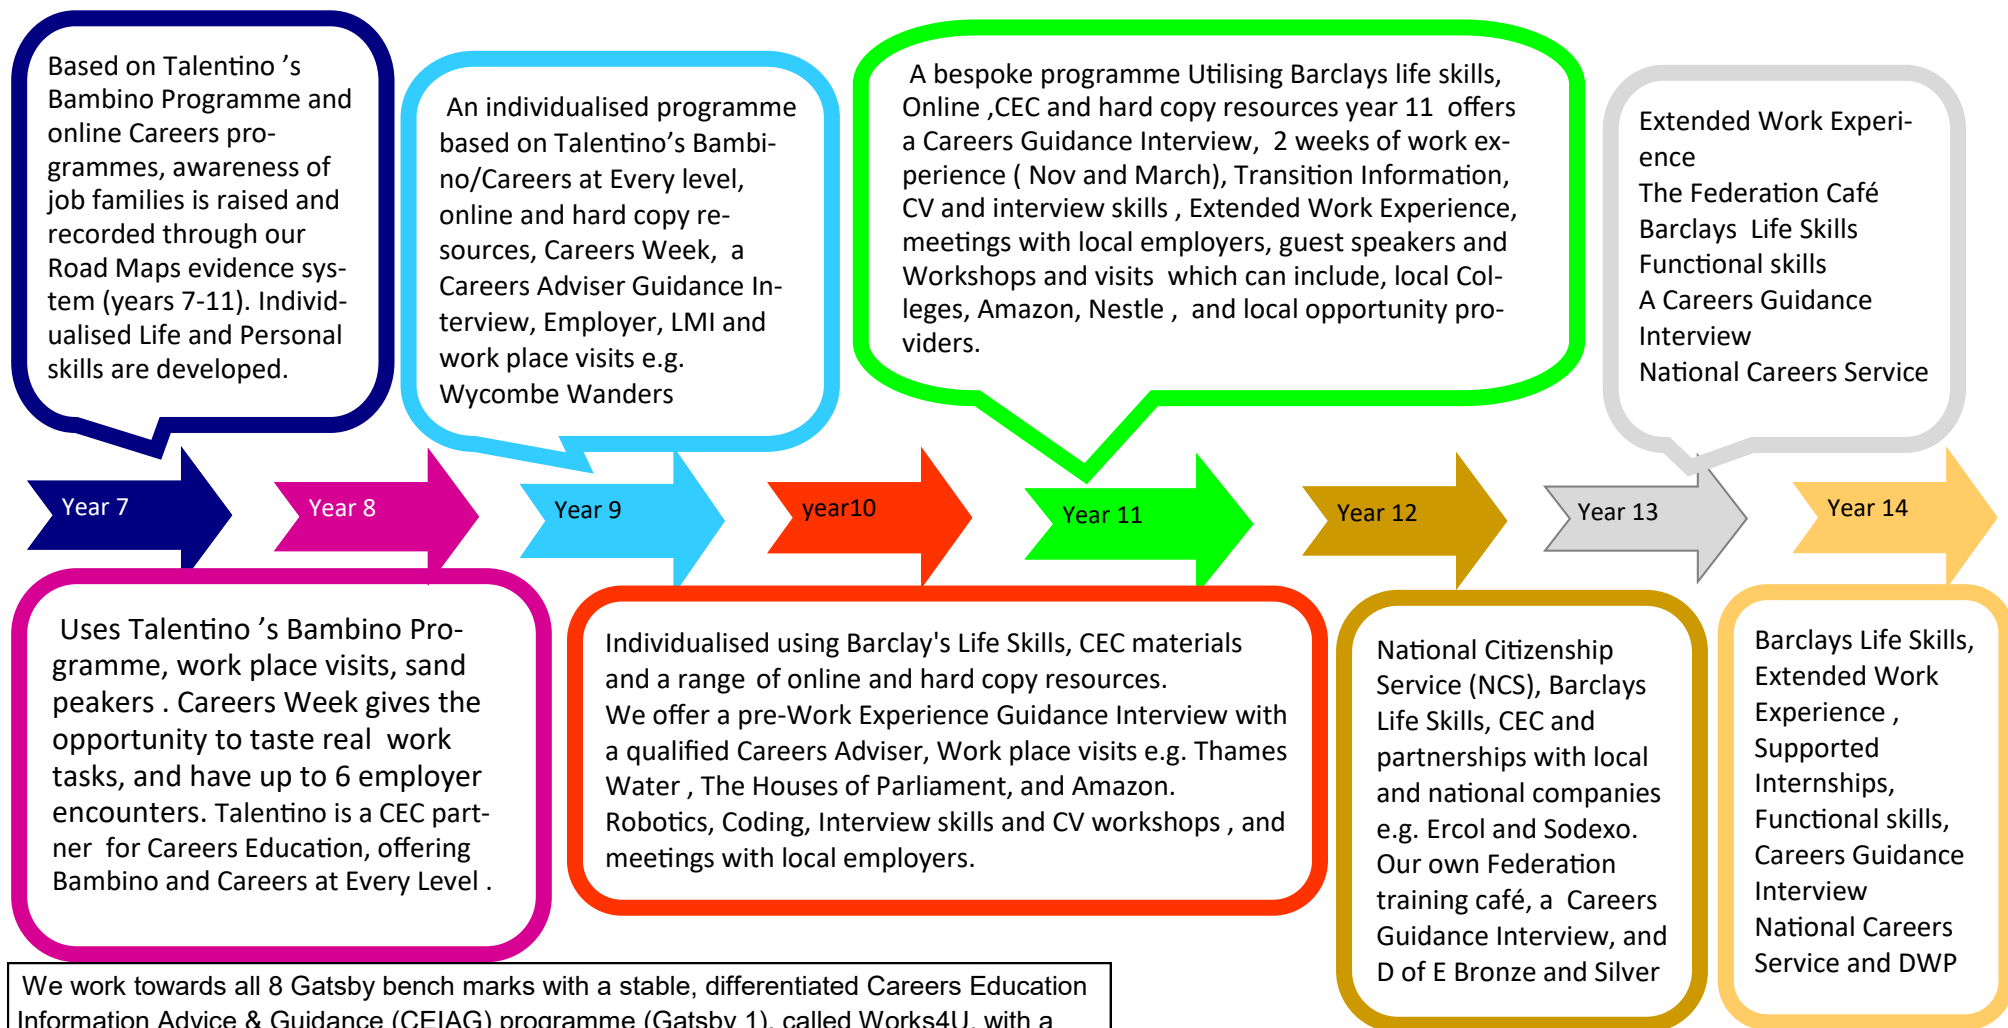 Based on Talentino ’s
Bambino Programme and
online Careers pro-
grammes, awareness of
job families is raised and
recorded through our
Road Maps evidence sys-
tem (years 7-11). Individ-
ualised Life and Personal
skills are developed.
An individualised programme
based on Talentino’s Bambi-
no/Careers at Every level,
online and hard copy re-
sources, Careers Week, a
Careers Adviser Guidance In-
terview, Employer, LMI and
work place visits e.g.
Wycombe Wanders
A bespoke programme Utilising Barclays life skills,
Online ,CEC and hard copy resources year 11 offers
a Careers Guidance Interview, 2 weeks of work ex-
perience ( Nov and March), Transition Information,
CV and interview skills , Extended Work Experience,
meetings with local employers, guest speakers and
Workshops and visits which can include, local Col-
leges, Amazon, Nestle , and local opportunity pro-
viders.
Extended Work Experi-
ence
The Federation Café
Barclays Life Skills
Functional skills
A Careers Guidance
Interview
National Careers Service
Year 7
Year 8
Year 9
year10
Year 11
Year 12
Year 13
Year 14
Uses Talentino ’s Bambino Pro-
gramme, work place visits, sand
peakers . Careers Week gives the
opportunity to taste real work
tasks, and have up to 6 employer
encounters. Talentino is a CEC part-
ner for Careers Education, offering
Bambino and Careers at Every Level .
Individualised using Barclay's Life Skills, CEC materials
and a range of online and hard copy resources.
We offer a pre-Work Experience Guidance Interview with
a qualified Careers Adviser, Work place visits e.g. Thames
Water , The Houses of Parliament, and Amazon.
Robotics, Coding, Interview skills and CV workshops , and
meetings with local employers.
National Citizenship
Service (NCS), Barclays
Life Skills, CEC and
partnerships with local
and national companies
e.g. Ercol and Sodexo.
Our own Federation
training café, a Careers
Guidance Interview, and
D of E Bronze and Silver
Barclays Life Skills,
Extended Work
Experience ,
Supported
Internships,
Functional skills,
Careers Guidance
Interview
National Careers
Service and DWP
We work towards all 8 Gatsby bench marks with a stable, differentiated Careers Education
Information Advice & Guidance (CEIAG) programme (Gatsby 1), called Works4U, with a